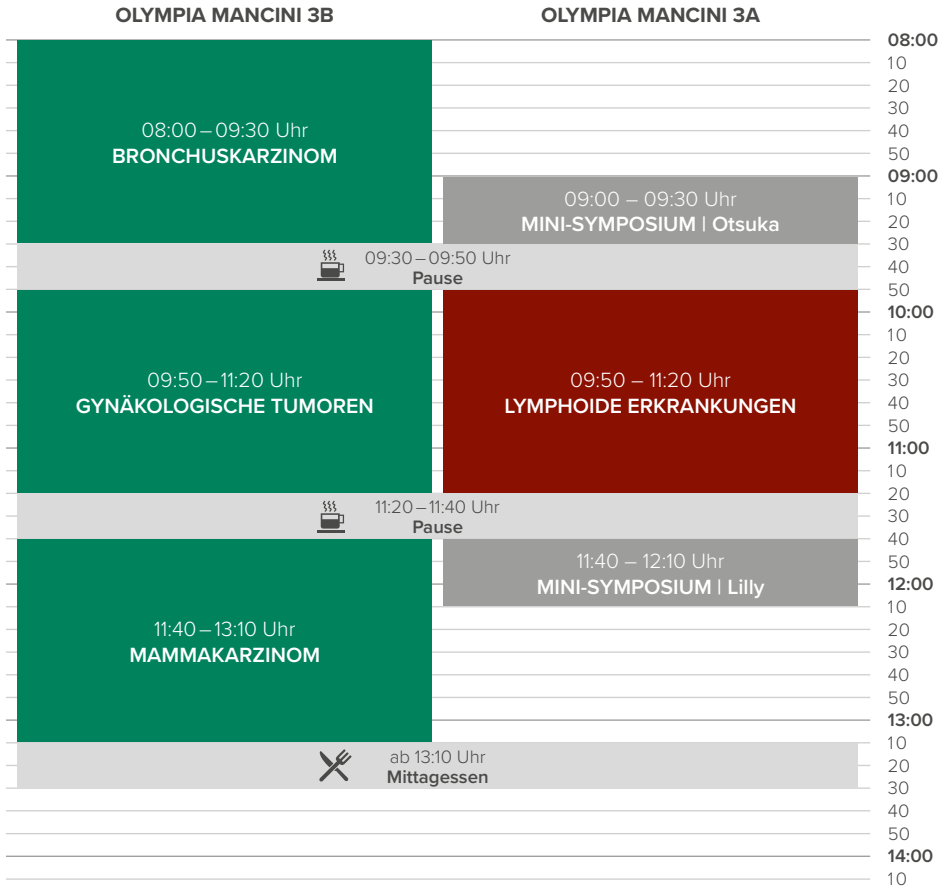 OLYMPIA MANCINI 3B
OLYMPIA MANCINI 3A
08:00 – 09:30 Uhr
BRONCHUSKARZINOM
09:00 – 09:30 Uhr
MINI-SYMPOSIUM | Otsuka
09:30 – 09:50 Uhr
Pause
09:50 – 11:20 Uhr
GYNÄKOLOGISCHE TUMOREN
09:50 – 11:20 Uhr
LYMPHOIDE ERKRANKUNGEN
11:20 – 11:40 Uhr
Pause
11:40 – 13:10 Uhr
MAMMAKARZINOM
11:40 – 12:10 Uhr
MINI-SYMPOSIUM | Lilly
ab 13:10 Uhr
Mittagessen
08:00
10
20
30
40
50
09:00
10
20
30
40
50
10:00
10
20
30
40
50
11:00
10
20
30
40
50
12:00
10
20
30
40
50
13:00
10
20
30
40
50
14:00
10